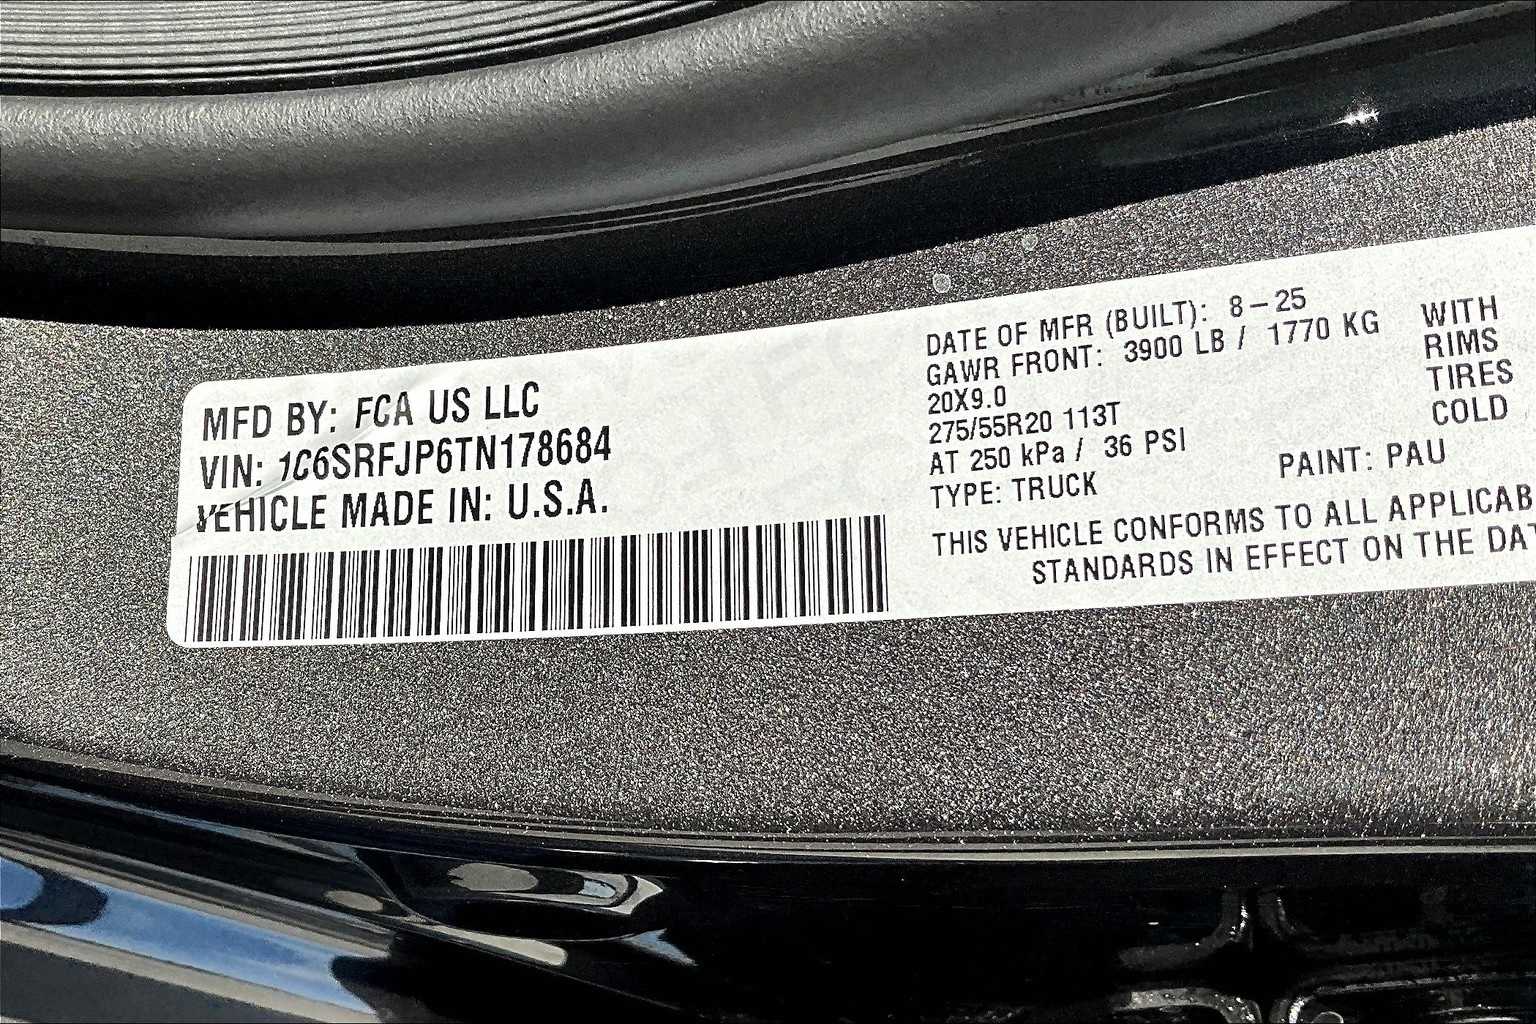 MFD BY: FCA US LLC
VIN: 1C6SRFJP6TN178684
VEHICLE MADE IN: U.S.A.
DATE OF MFR (BUILT): 8-25
GAWR FRONT: 3900 LB / 1770 KG WITH
20X9.0 RIMS
275/55R20 113T TIRES
AT 250 kPa / 36 PSI COLD
TYPE: TRUCK PAINT: PAU
THIS VEHICLE CONFORMS TO ALL APPLICAB
STANDARDS IN EFFECT ON THE DAT